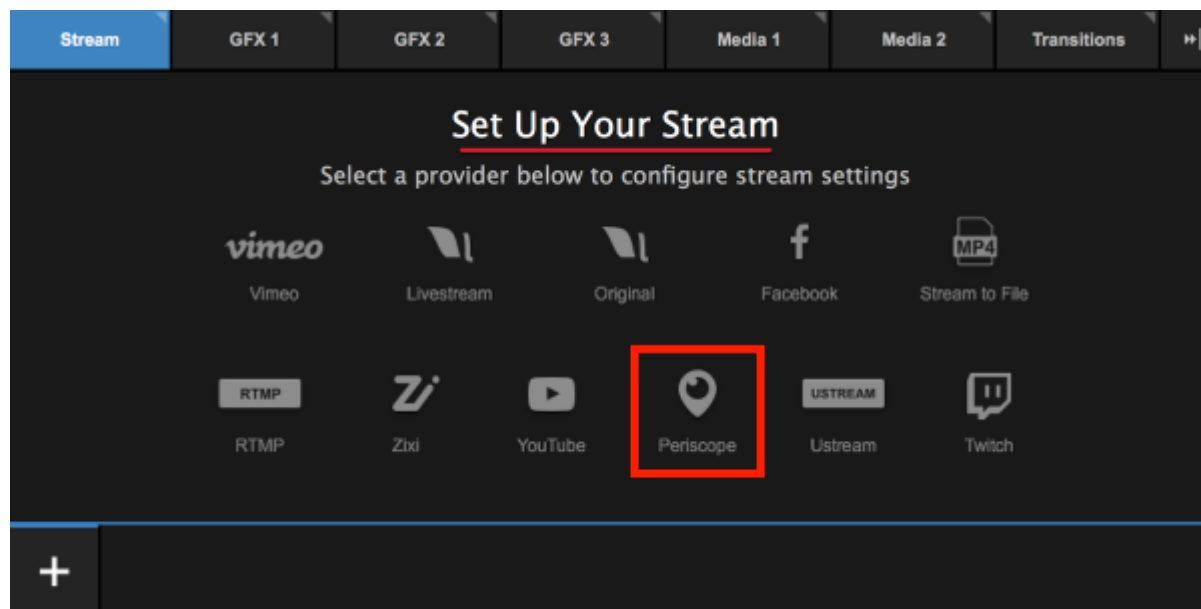 Stream GFX 1 GFX 2 GFX 3 Media 1 Media 2 Transitions
Set Up Your Stream
Select a provider below to configure stream settings
vimeo MP4
Vimeo Livestream Original Facebook Stream to File
RTMP USTREAM
RTMP Zixi YouTube Periscope Ustream Twitch